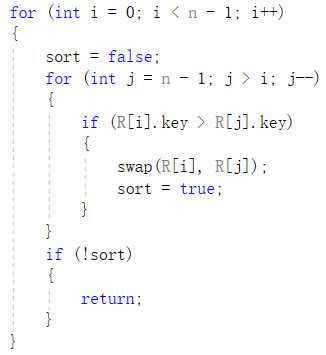 for (int i = 0; i < n - 1; i++)
{
    sort = false;
    for (int j = n - 1; j > i; j--)
    {
        if (R[i].key > R[j].key)
        {
            swap(R[i], R[j]);
            sort = true;
        }
    }
    if (!sort)
    {
        return;
    }
}